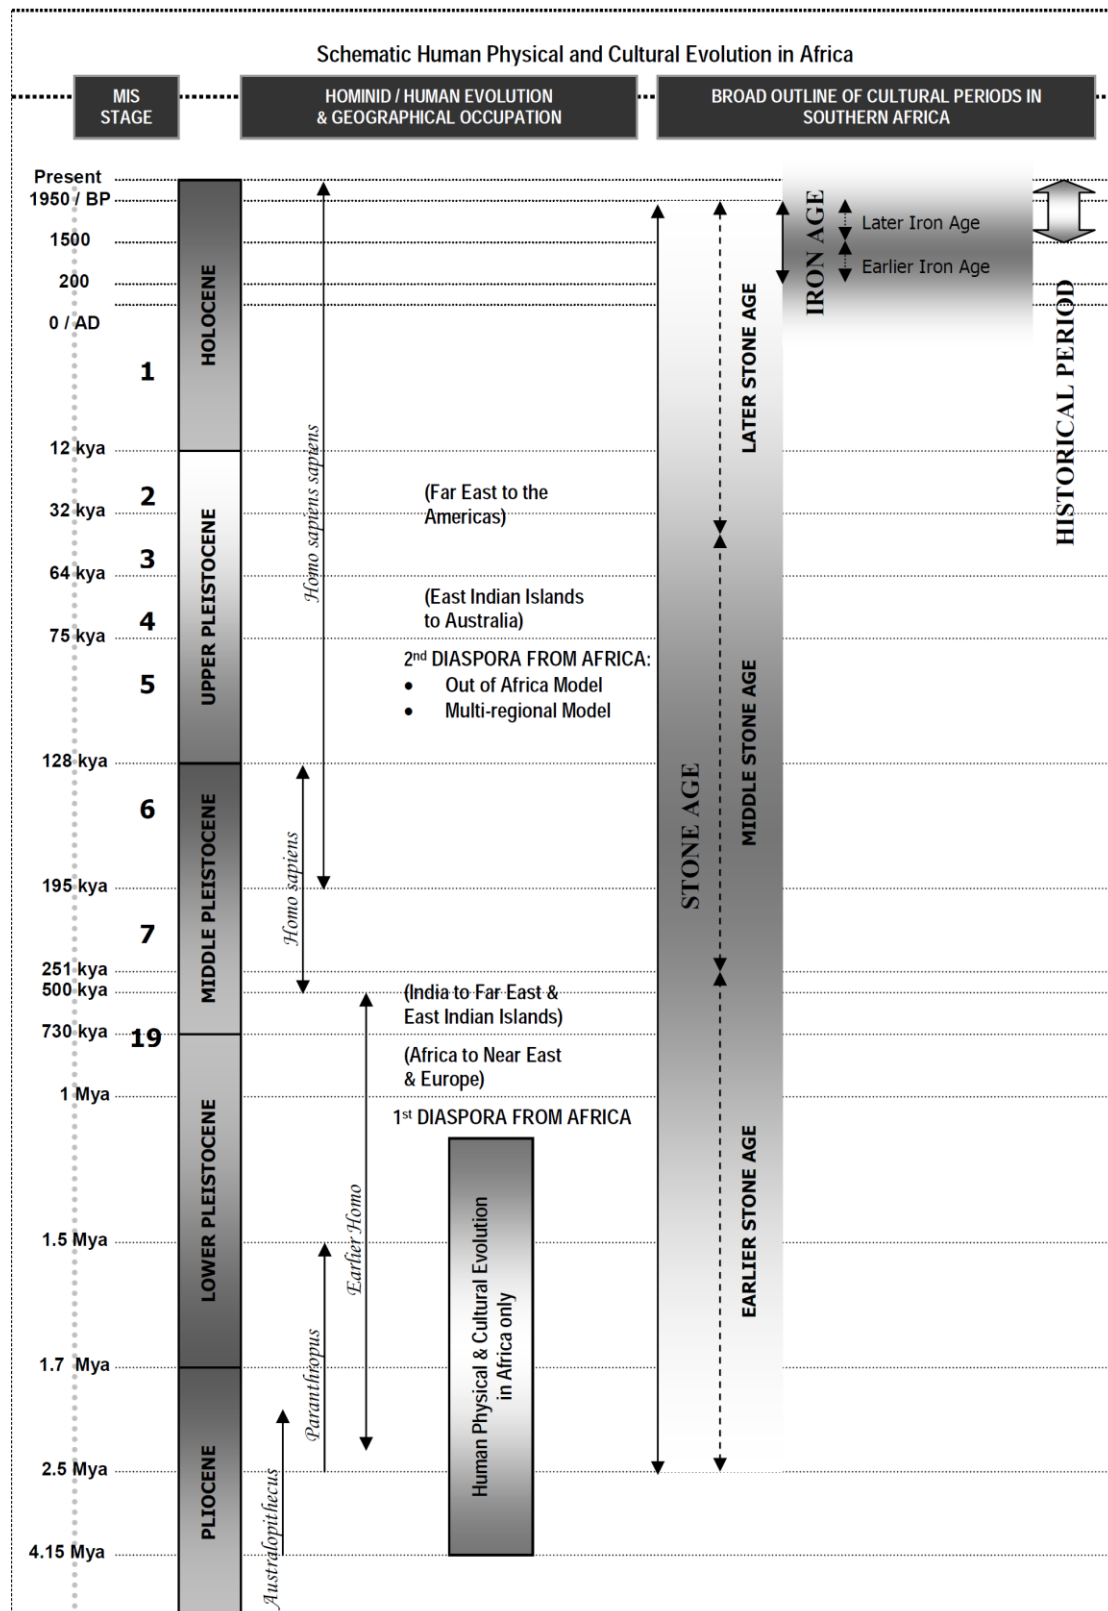 Schematic Human Physical and Cultural Evolution in Africa
MIS
STAGE
HOMINID / HUMAN EVOLUTION
& GEOGRAPHICAL OCCUPATION
BROAD OUTLINE OF CULTURAL PERIODS IN
SOUTHERN AFRICA
Present
1950 / BP
1500
200
0 / AD
12 kya
32 kya
64 kya
75 kya
128 kya
195 kya
251 kya
500 kya
730 kya
1 Mya
1.5 Mya
1.7 Mya
2.5 Mya
4.15 Mya
1
2
3
4
5
6
7
19
HOLOCENE
UPPER PLEISTOCENE
MIDDLE PLEISTOCENE
LOWER PLEISTOCENE
PLIOCENE
Homo sapiens sapiens
Homo sapiens
Earlier Homo
Paranthropus
Australopithecus
(Far East to the
Americas)
(East Indian Islands
to Australia)
2nd DIASPORA FROM AFRICA:
• Out of Africa Model
• Multi-regional Model
(India to Far East &
East Indian Islands)
(Africa to Near East
& Europe)
1st DIASPORA FROM AFRICA
Human Physical & Cultural Evolution
in Africa only
STONE AGE
LATER STONE AGE
MIDDLE STONE AGE
EARLIER STONE AGE
IRON AGE
Later Iron Age
Earlier Iron Age
HISTORICAL PERIOD